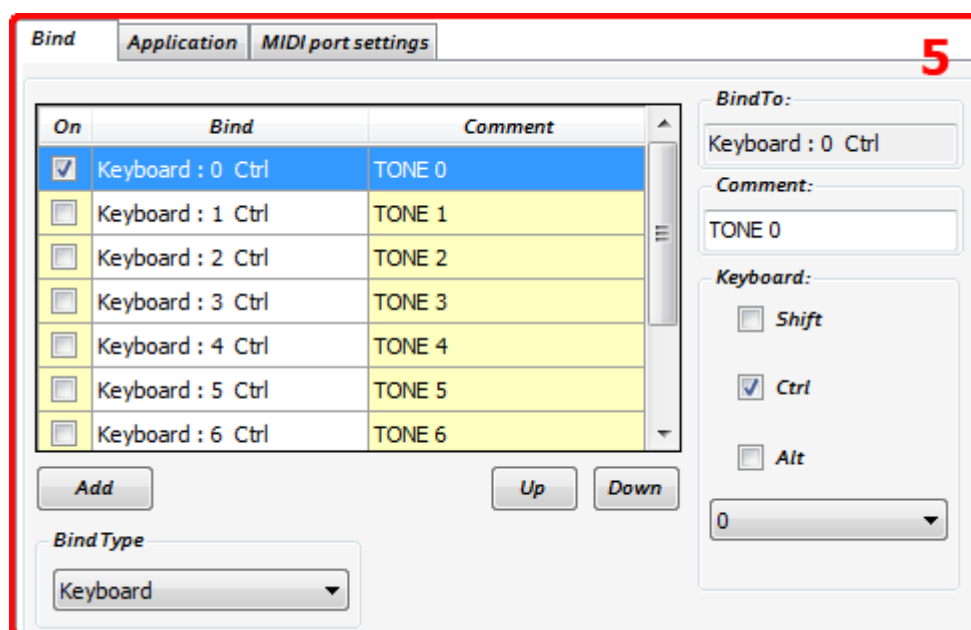 Bind Application MIDI port settings 5
On Bind Comment
Keyboard : 0 Ctrl TONE 0
Keyboard : 1 Ctrl TONE 1
Keyboard : 2 Ctrl TONE 2
Keyboard : 3 Ctrl TONE 3
Keyboard : 4 Ctrl TONE 4
Keyboard : 5 Ctrl TONE 5
Keyboard : 6 Ctrl TONE 6
Add Up Down
Bind Type
Keyboard
BindTo:
Keyboard : 0 Ctrl
Comment:
TONE 0
Keyboard:
Shift
Ctrl
Alt
0